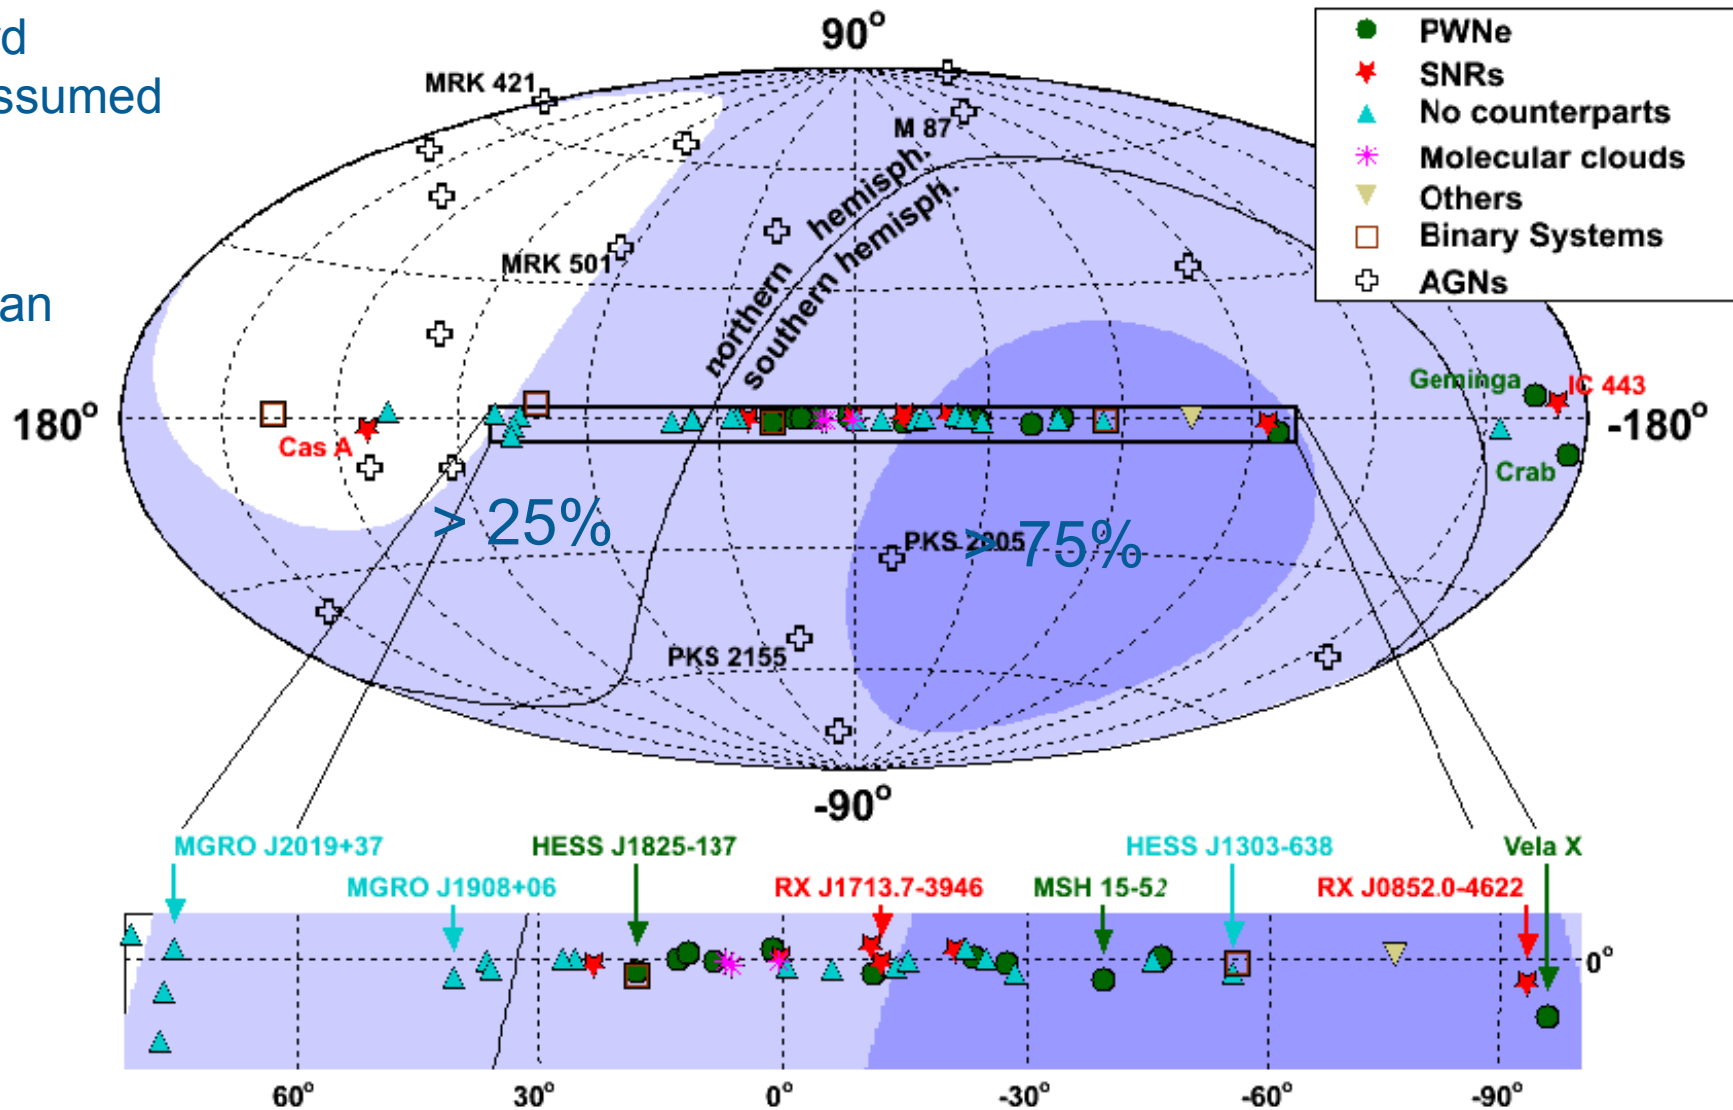 d
ssumed
an
90°
PWNe
SNRs
No counterparts
Molecular clouds
Others
Binary Systems
AGNs
MRK 421
M 87
northern hemisph.
southern hemisph.
MRK 501
180°
-180°
Geminga
IC 443
Cas A
Crab
> 25%
PKS 2005
> 75%
PKS 2155
-90°
MGRO J2019+37
HESS J1825-137
HESS J1303-638
Vela X
MGRO J1908+06
RX J1713.7-3946
MSH 15-52
RX J0852.0-4622
0°
60°
30°
0°
-30°
-60°
-90°